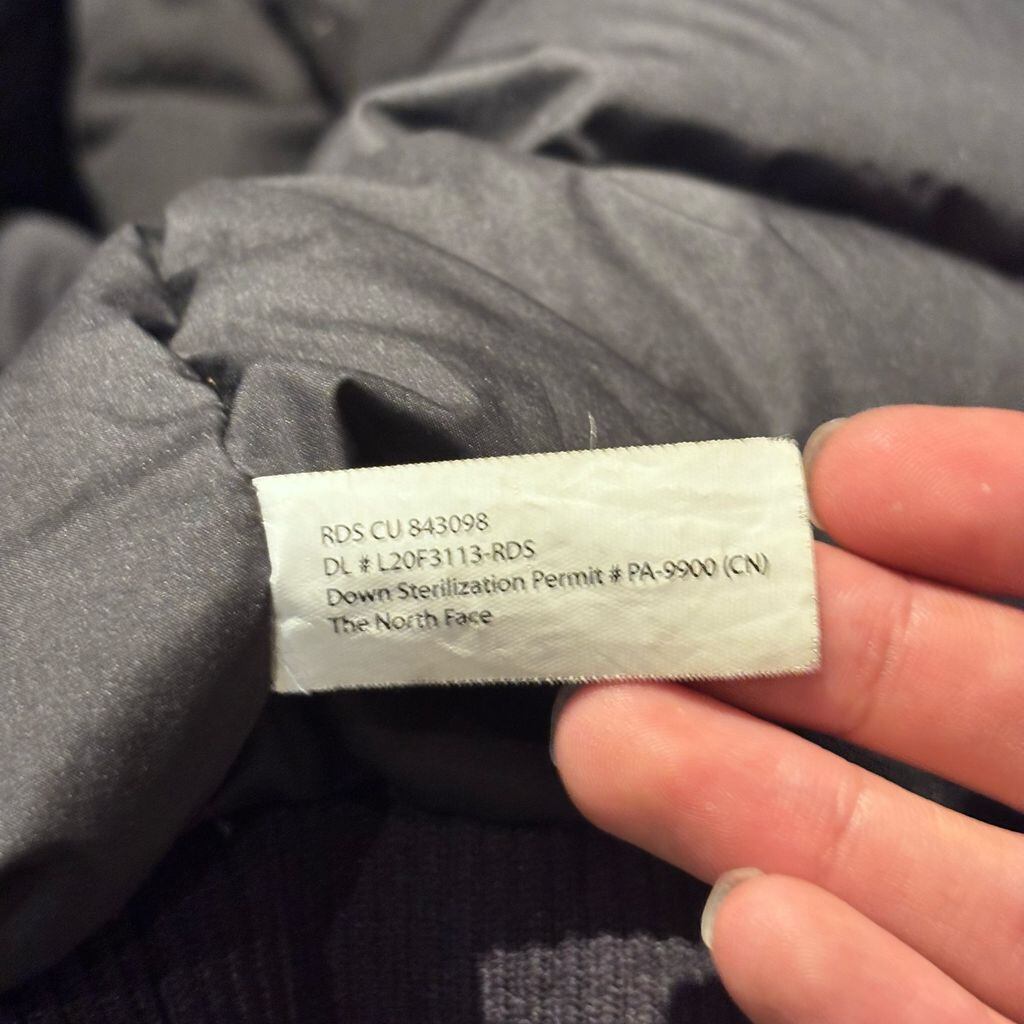 RDS CU 843098
DL # L20F3113-RDS
Down Sterilization Permit # PA-9900 (CN)
The North Face